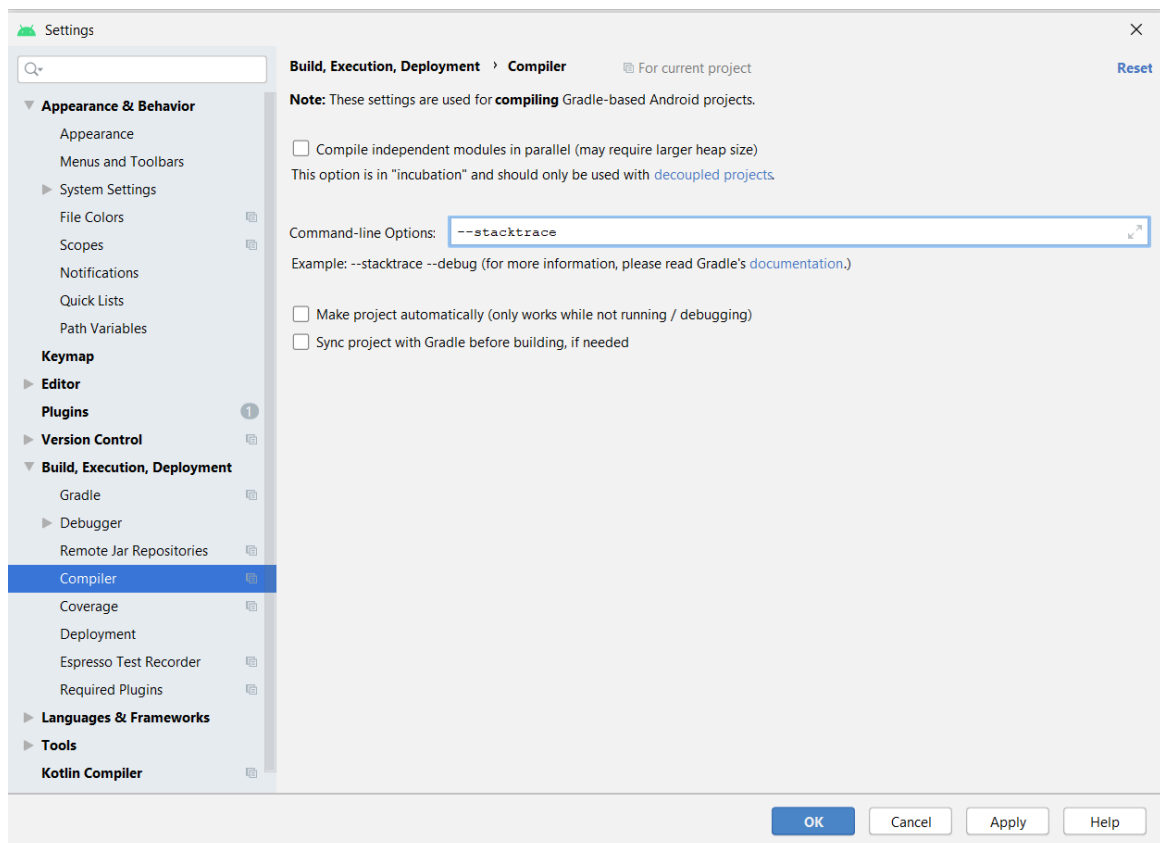 Settings
Appearance & Behavior
Appearance
Menus and Toolbars
System Settings
File Colors
Scopes
Notifications
Quick Lists
Path Variables
Keymap
Editor
Plugins 1
Version Control
Build, Execution, Deployment
Gradle
Debugger
Remote Jar Repositories
Compiler
Coverage
Deployment
Espresso Test Recorder
Required Plugins
Languages & Frameworks
Tools
Kotlin Compiler
Build, Execution, Deployment › Compiler For current project Reset
Note: These settings are used for compiling Gradle-based Android projects.
Compile independent modules in parallel (may require larger heap size)
This option is in "incubation" and should only be used with decoupled projects.
Command-line Options: --stacktrace
Example: --stacktrace --debug (for more information, please read Gradle's documentation.)
Make project automatically (only works while not running / debugging)
Sync project with Gradle before building, if needed
OK Cancel Apply Help